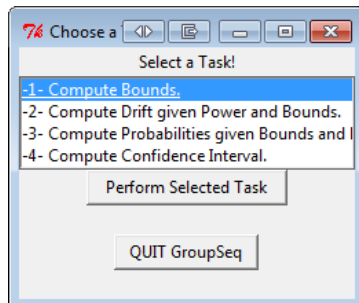 Choose a
Select a Task!
-1- Compute Bounds.
-2- Compute Drift given Power and Bounds.
-3- Compute Probabilities given Bounds and
-4- Compute Confidence Interval.
Perform Selected Task
QUIT GroupSeq